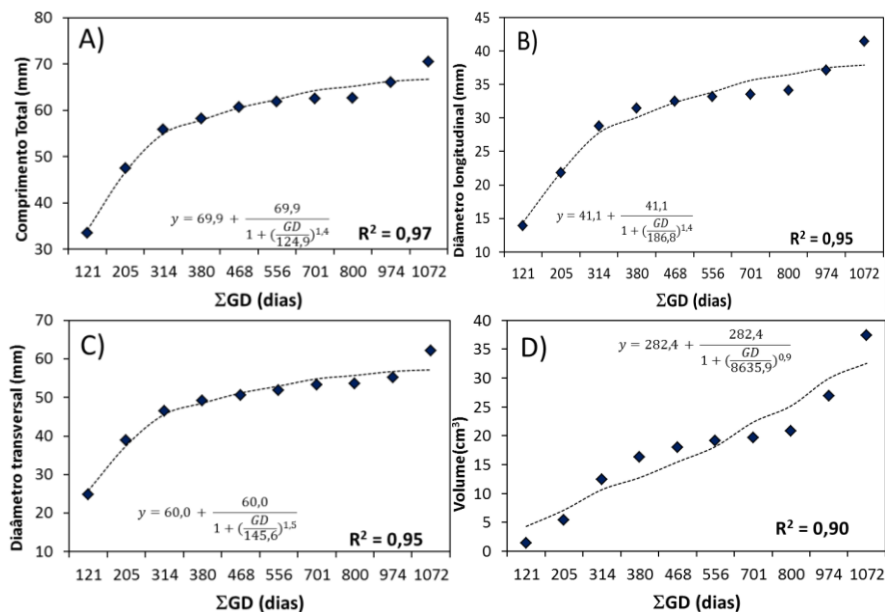 A)
Comprimento Total (mm)
80
70
60
50
40
30
y = 69,9 + 69,9 / 1 + (GD / 124,9)^1,4
R² = 0,97
121 205 314 380 468 556 701 800 974 1072
ΣGD (dias)
B)
Diâmetro longitudinal (mm)
45
40
35
30
25
20
15
10
y = 41,1 + 41,1 / 1 + (GD / 186,8)^1,4
R² = 0,95
121 205 314 380 468 556 701 800 974 1072
ΣGD (dias)
C)
Diaâmetro transversal (mm)
70
60
50
40
30
20
10
y = 60,0 + 60,0 / 1 + (GD / 145,6)^1,5
R² = 0,95
121 205 314 380 468 556 701 800 974 1072
ΣGD (dias)
D)
Volume(cm³)
40
35
30
25
20
15
10
5
0
y = 282,4 + 282,4 / 1 + (GD / 8635,9)^0,9
R² = 0,90
121 205 314 380 468 556 701 800 974 1072
ΣGD (dias)